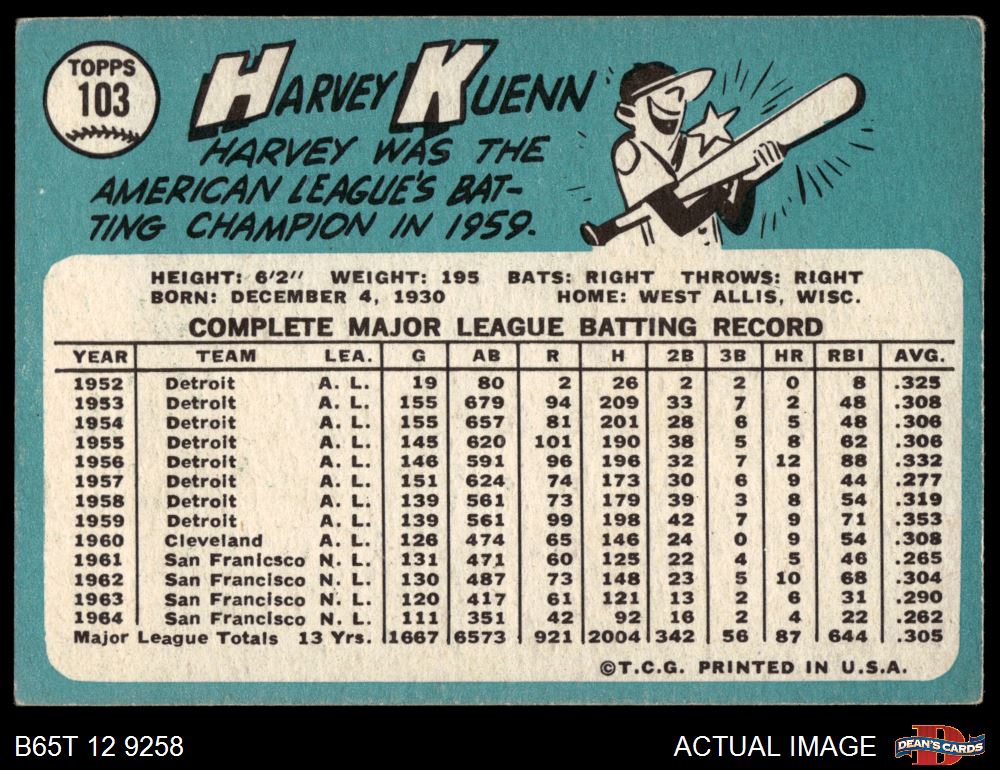 TOPPS
103
HARVEY KUENN
HARVEY WAS THE
AMERICAN LEAGUE'S BAT-
TING CHAMPION IN 1959.
HEIGHT: 6'2" WEIGHT: 195 BATS: RIGHT THROWS: RIGHT
BORN: DECEMBER 4, 1930 HOME: WEST ALLIS, WISC.
COMPLETE MAJOR LEAGUE BATTING RECORD
YEAR TEAM LEA. G AB R H 2B 3B HR RBI AVG.
1952 Detroit A. L. 19 80 2 26 2 2 0 8 .325
1953 Detroit A. L. 155 679 94 209 33 7 2 48 .308
1954 Detroit A. L. 155 657 81 201 28 6 5 48 .306
1955 Detroit A. L. 145 620 101 190 38 5 8 62 .306
1956 Detroit A. L. 146 591 96 196 32 7 12 88 .332
1957 Detroit A. L. 151 624 74 173 30 6 9 44 .277
1958 Detroit A. L. 139 561 73 179 39 3 8 54 .319
1959 Detroit A. L. 139 561 99 198 42 7 9 71 .353
1960 Cleveland A. L. 126 474 65 146 24 0 9 54 .308
1961 San Franicsco N. L. 131 471 60 125 22 4 5 46 .265
1962 San Francisco N. L. 130 487 73 148 23 5 10 68 .304
1963 San Francisco N. L. 120 417 61 121 13 2 6 31 .290
1964 San Francisco N. L. 111 351 42 92 16 2 4 22 .262
Major League Totals 13 Yrs. 1667 6573 921 2004 342 56 87 644 .305
©T.C.G. PRINTED IN U.S.A.
B65T 12 9258 ACTUAL IMAGE
DEAN'S CARDS